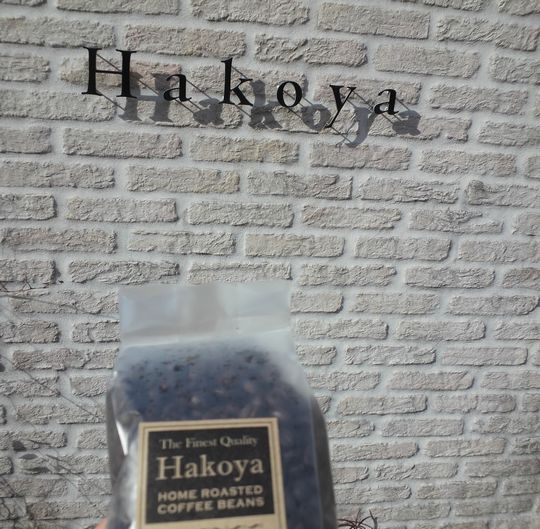 Hakoya
The Finest Quality
Hakoya
HOME ROASTED
COFFEE BEANS